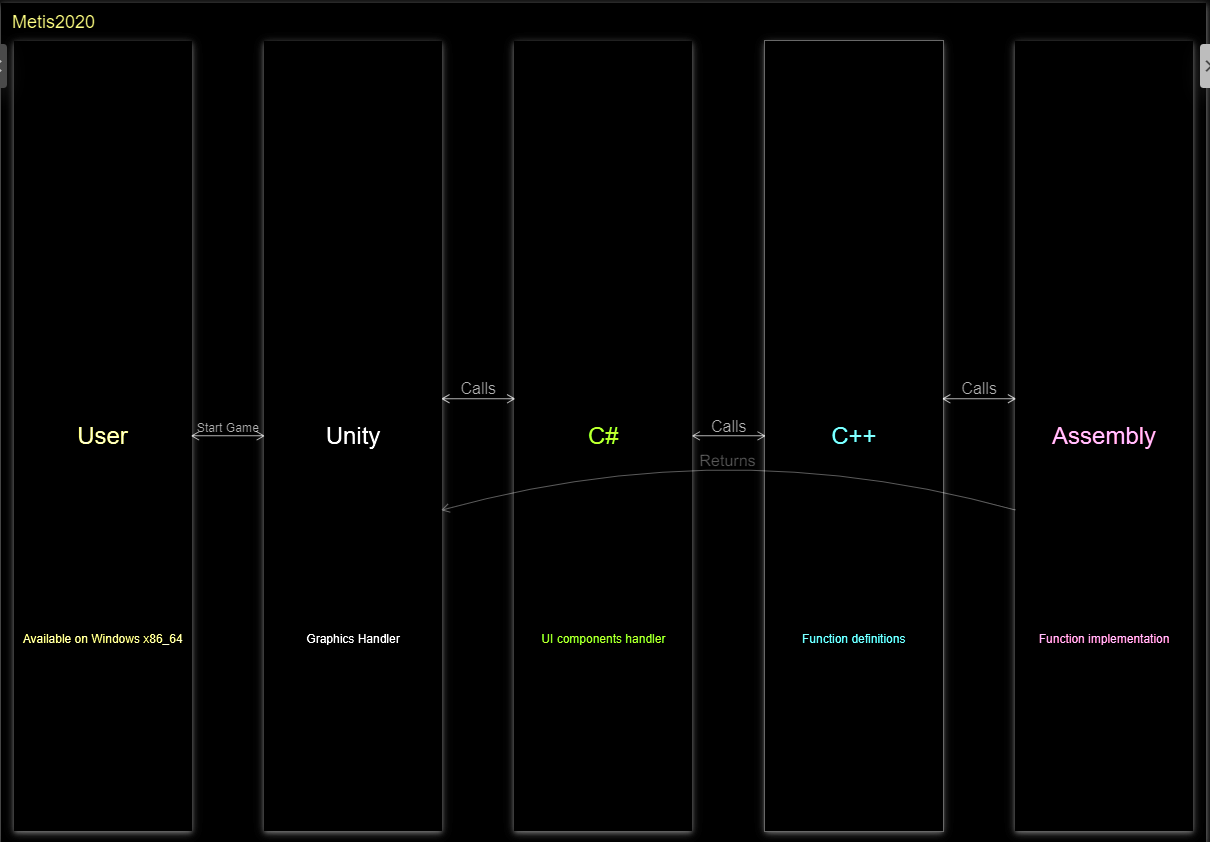 Metis2020
Calls
Calls
Start Game
Calls
User
Unity
C#
C++
Assembly
Returns
Available on Windows x86_64
Graphics Handler
UI components handler
Function definitions
Function implementation